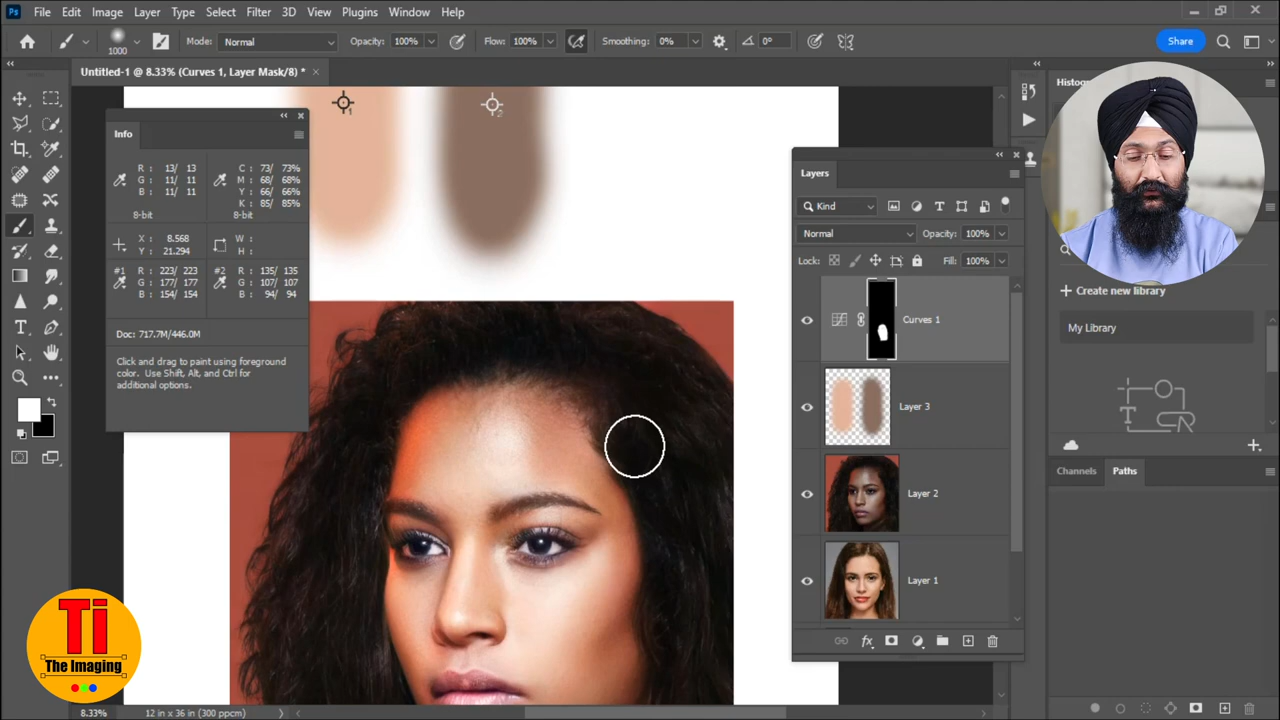 Ps File Edit Image Layer Type Select Filter 3D View Plugins Window Help
1000 Mode: Normal Opacity: 100% Flow: 100% Smoothing: 0% 0° Share
Untitled-1 @ 8.33% (Curves 1, Layer Mask/8) * ×
Info
R : 13/ 13 C : 73/ 73%
G : 11/ 11 M : 68/ 68%
B : 11/ 11 Y : 66/ 66%
K : 85/ 85%
8-bit 8-bit
X : 8.568 W :
Y : 21.294 H :
#1 R : 223/ 223 #2 R : 135/ 135
G : 177/ 177 G : 107/ 107
B : 154/ 154 B : 94/ 94
Doc: 717.7M/446.0M
Click and drag to paint using foreground
color. Use Shift, Alt, and Ctrl for
additional options.
1
2
Layers
Kind
Normal Opacity: 100%
Lock: Fill: 100%
Curves 1
Layer 3
Layer 2
Layer 1
fx
Histog
Create new library
My Library
Channels Paths
Ti
The Imaging
8.33% 12 in x 36 in (300 ppcm)